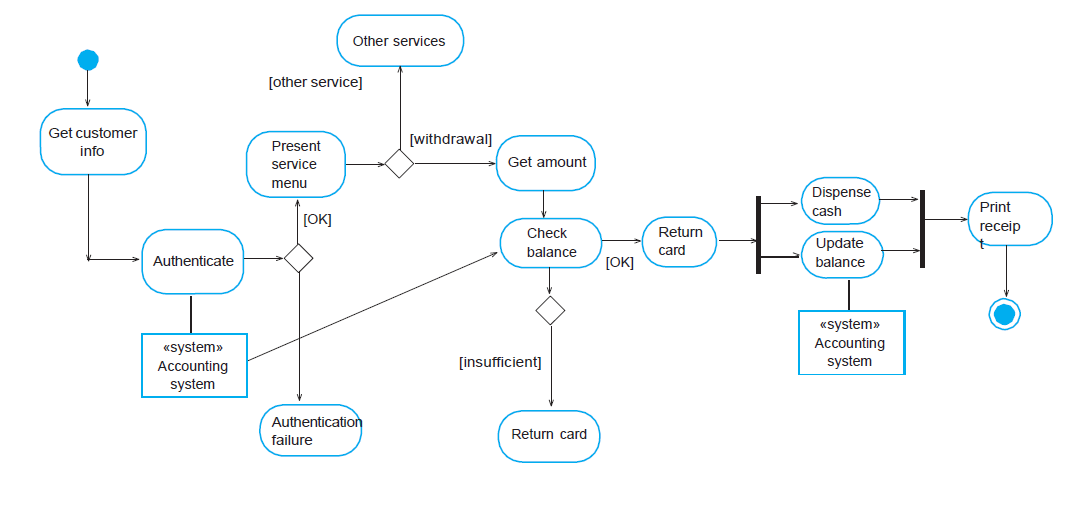 Other services
[other service]
Get customer
info
Present
service
menu
[withdrawal]
Get amount
[OK]
Authenticate
Check
balance
[OK]
Return
card
Dispense
cash
Update
balance
Print
receip
t
«system»
Accounting
system
«system»
Accounting
system
[insufficient]
Authentication
failure
Return card